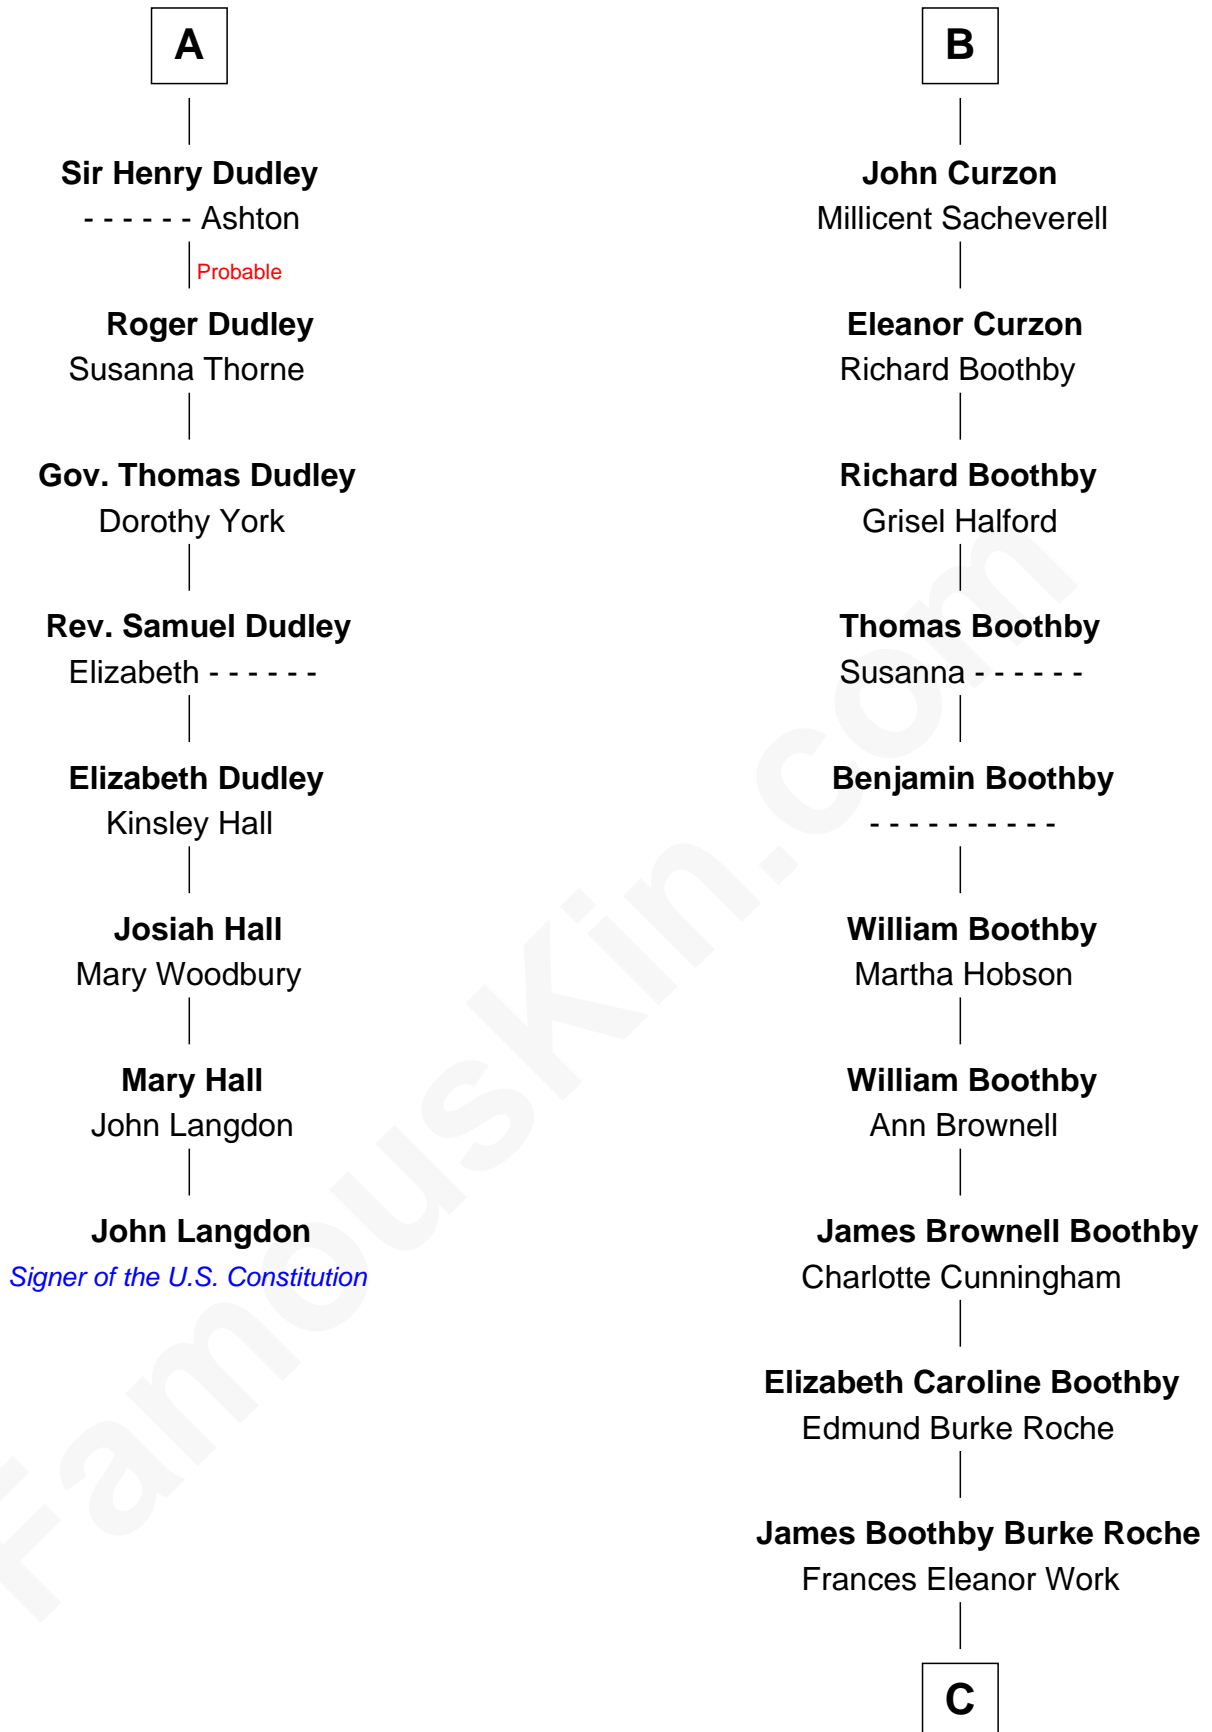 A
Sir Henry Dudley
- - - - - - Ashton
Probable
Roger Dudley
Susanna Thorne
Gov. Thomas Dudley
Dorothy York
Rev. Samuel Dudley
Elizabeth - - - - - -
Elizabeth Dudley
Kinsley Hall
Josiah Hall
Mary Woodbury
Mary Hall
John Langdon
John Langdon
Signer of the U.S. Constitution
B
John Curzon
Millicent Sacheverell
Eleanor Curzon
Richard Boothby
Richard Boothby
Grisel Halford
Thomas Boothby
Susanna - - - - - -
Benjamin Boothby
- - - - - - - - - -
William Boothby
Martha Hobson
William Boothby
Ann Brownell
James Brownell Boothby
Charlotte Cunningham
Elizabeth Caroline Boothby
Edmund Burke Roche
James Boothby Burke Roche
Frances Eleanor Work
C
FamousKin.com